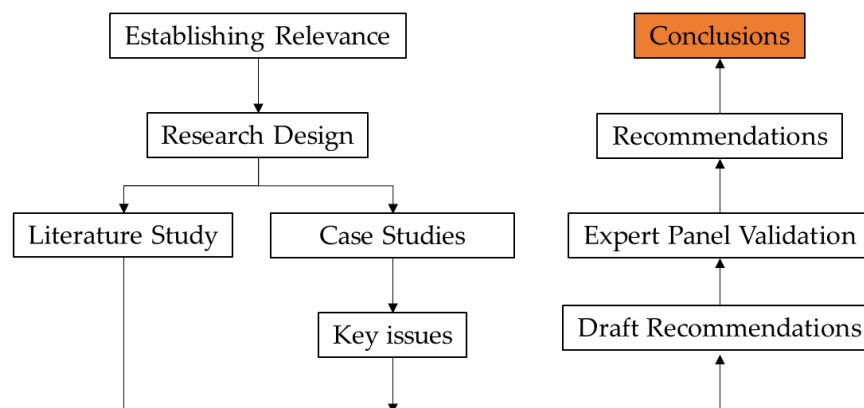 Establishing Relevance
Conclusions
Research Design
Recommendations
Literature Study
Case Studies
Expert Panel Validation
Key issues
Draft Recommendations